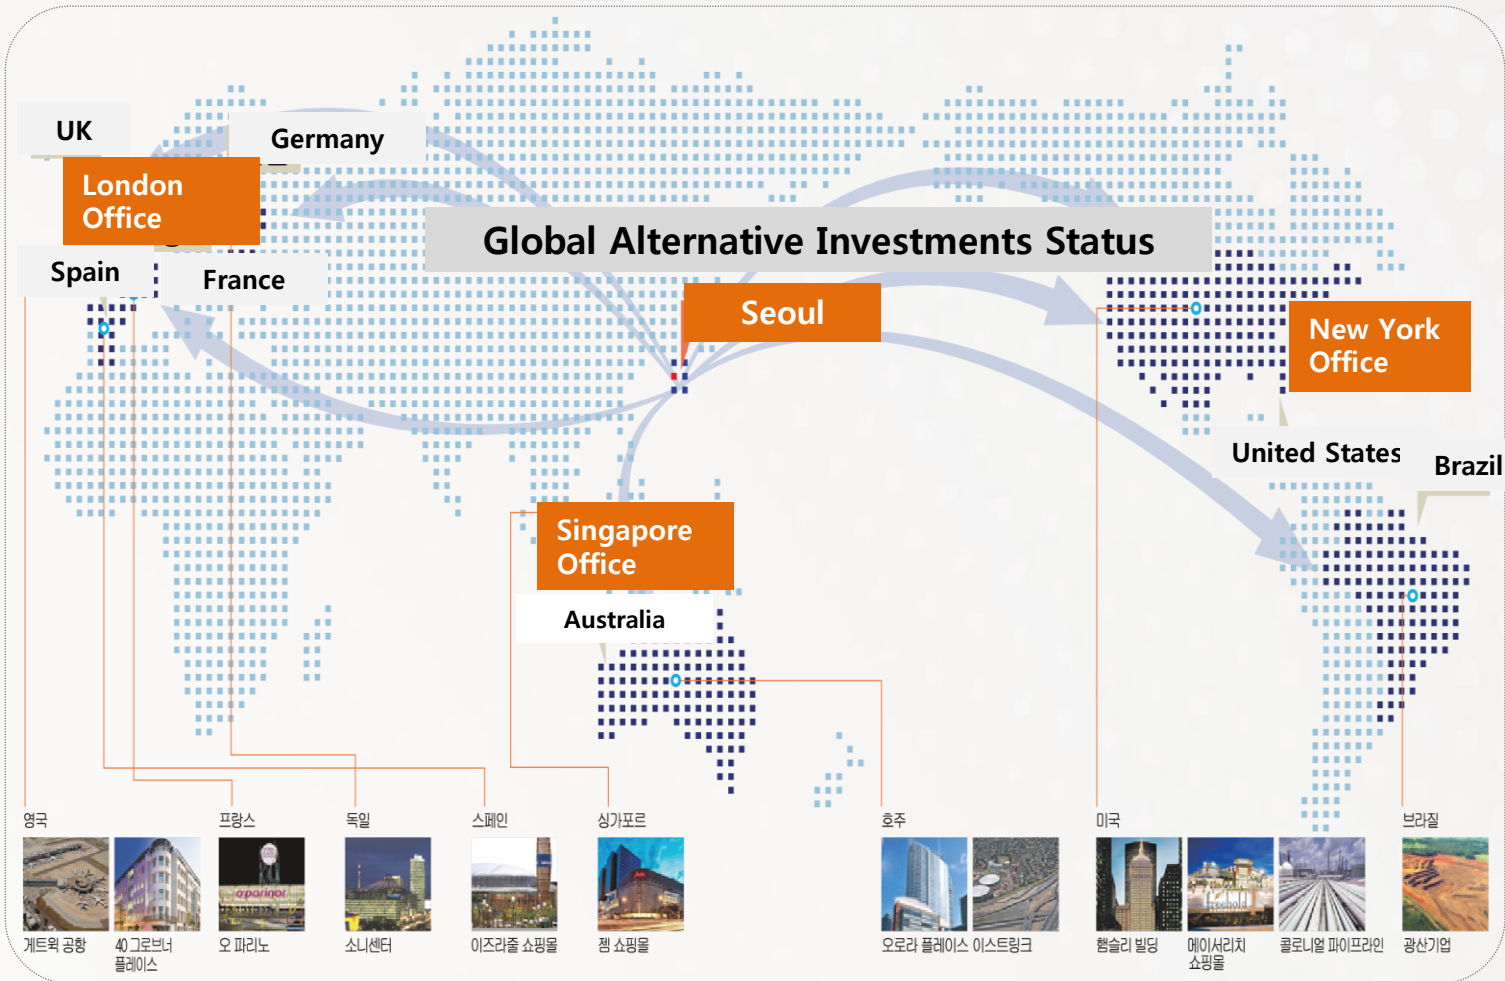 UK
Germany
London
Office
Global Alternative Investments Status
Spain
France
Seoul
New York
Office
United States
Brazil
Singapore
Office
Australia
영국
프랑스
독일
스페인
싱가포르
호주
미국
브라질
o'parinor
freehold
게트윅 공항
40 그로브너
플레이스
오 파리노
소니센터
이즈라줄 쇼핑몰
젬 쇼핑몰
오로라 플레이스
이스트링크
햄슬리 빌딩
메이서리치
쇼핑몰
콜로니얼 파이프라인
광산기업